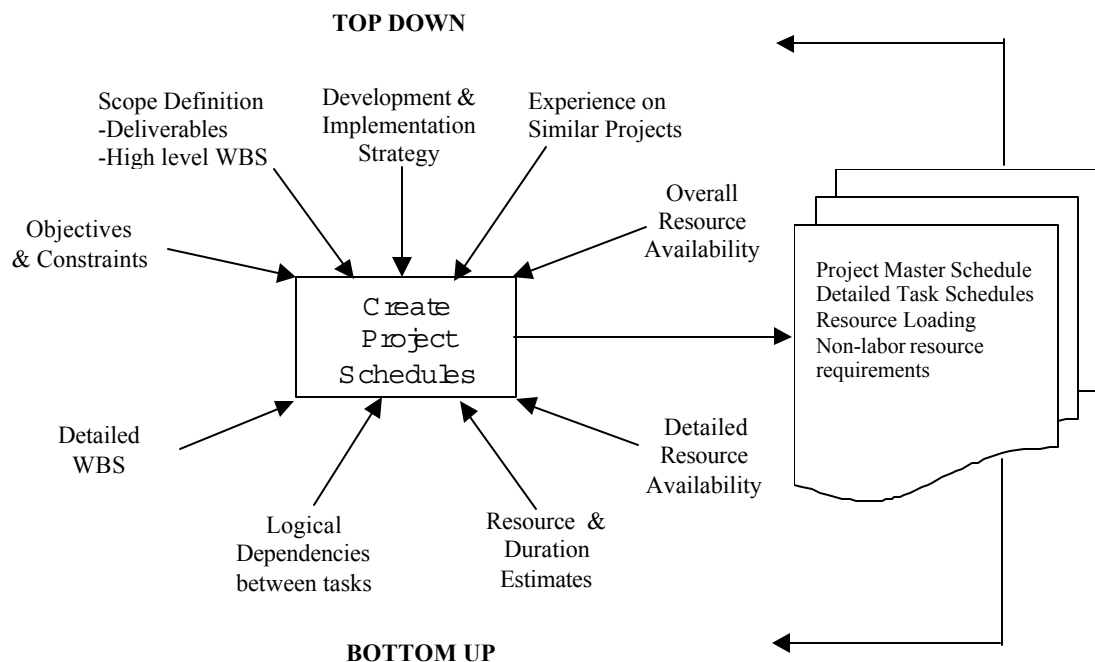 TOP DOWN
Scope Definition
-Deliverables
-High level WBS
Development &
Implementation
Strategy
Experience on
Similar Projects
Objectives
& Constraints
Overall
Resource
Availability
Create
Project
Schedules
Project Master Schedule
Detailed Task Schedules
Resource Loading
Non-labor resource
requirements
Detailed
WBS
Logical
Dependencies
between tasks
Resource &
Duration
Estimates
Detailed
Resource
Availability
BOTTOM UP